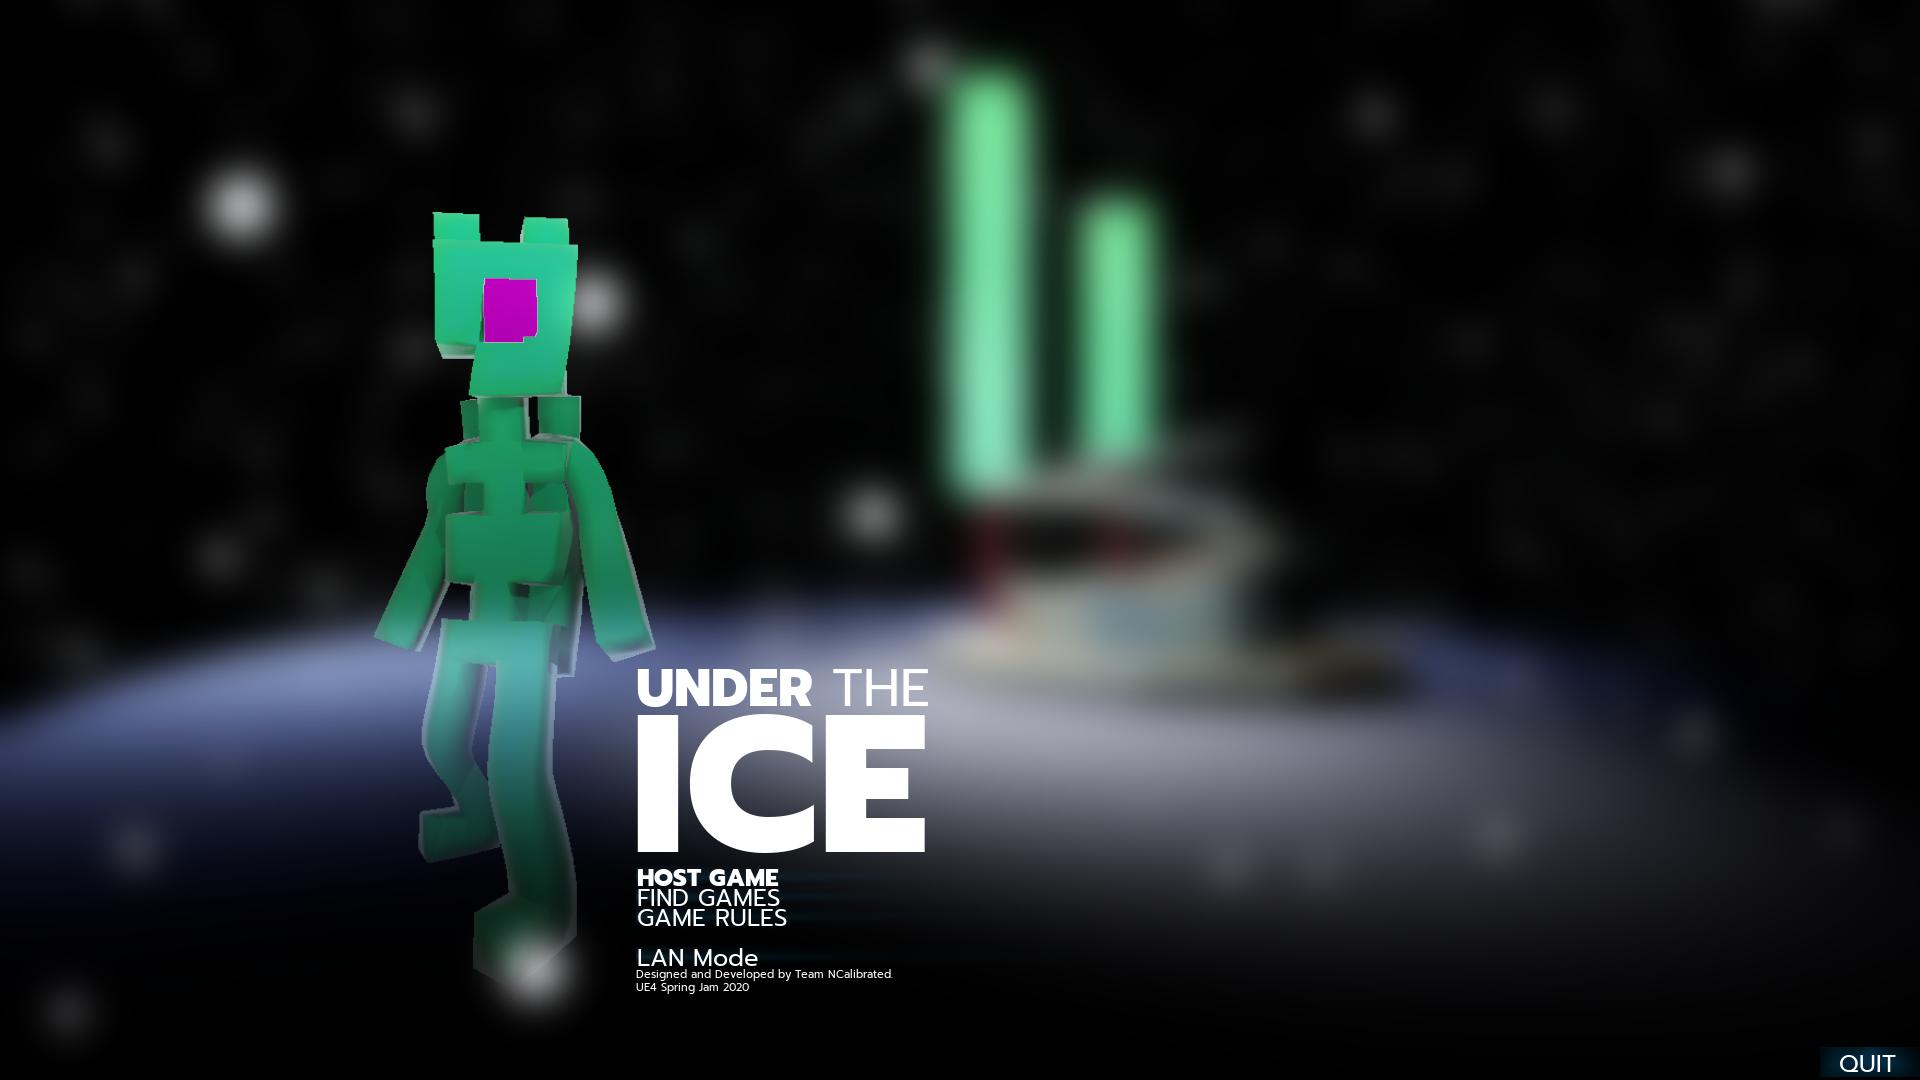 UNDER THE
ICE
HOST GAME
FIND GAMES
GAME RULES
LAN Mode
Designed and Developed by Team NCalibrated.
UE4 Spring Jam 2020
QUIT